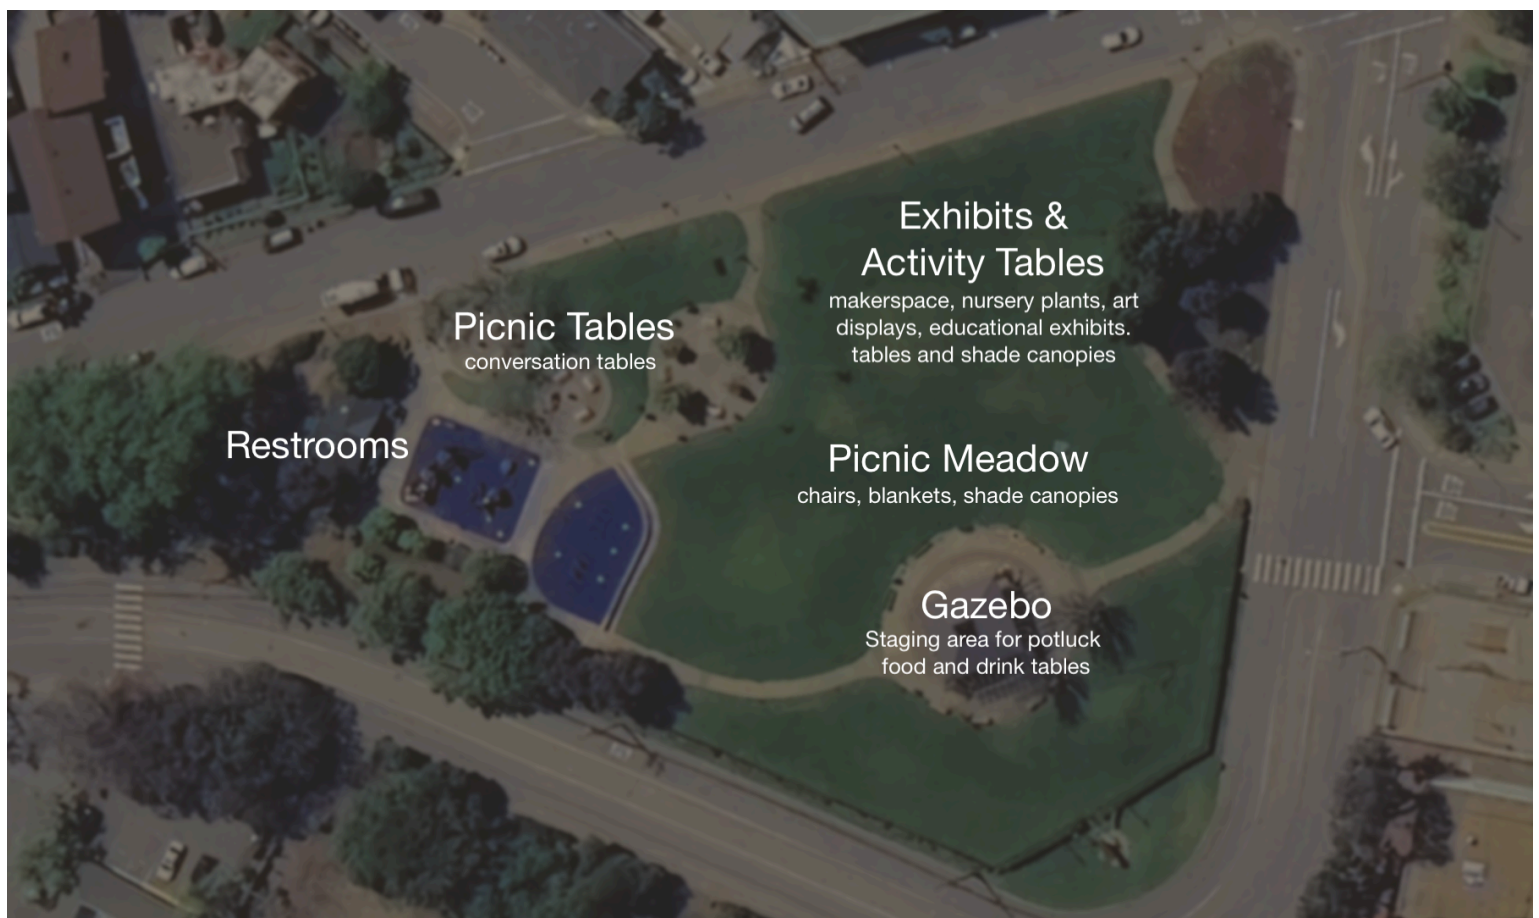 Exhibits &
Activity Tables
makerspace, nursery plants, art
displays, educational exhibits.
tables and shade canopies
Picnic Tables
conversation tables
Restrooms
Picnic Meadow
chairs, blankets, shade canopies
Gazebo
Staging area for potluck
food and drink tables